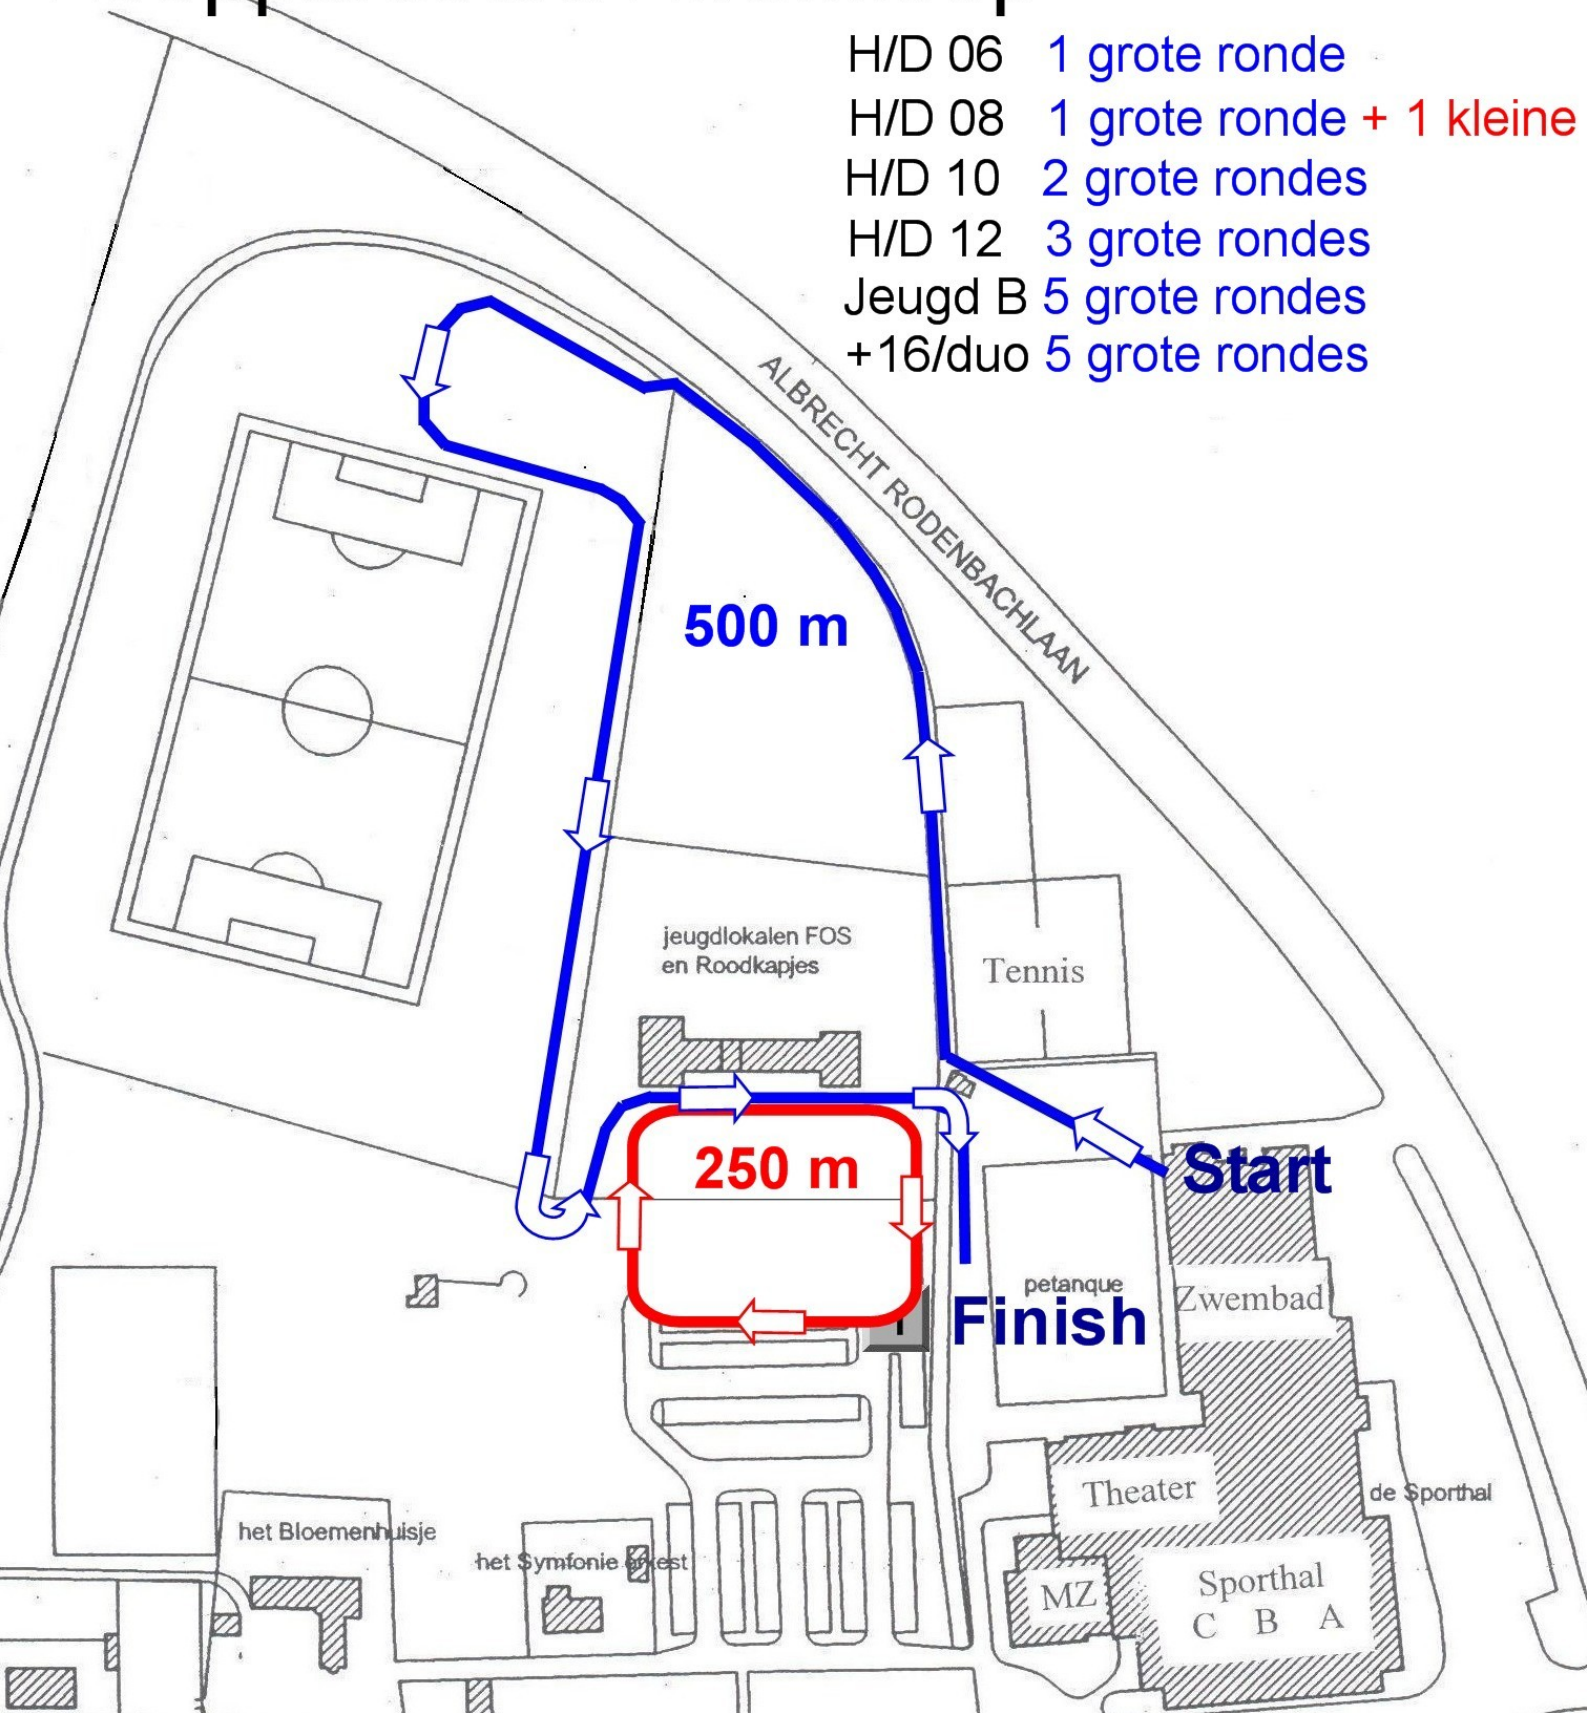 H/D 06 1 grote ronde
H/D 08 1 grote ronde + 1 kleine
H/D 10 2 grote rondes
H/D 12 3 grote rondes
Jeugd B 5 grote rondes
+16/duo 5 grote rondes
ALBRECHT RODENBACHLAAN
500 m
jeugdlokalen FOS
en Roodkapjes
Tennis
250 m
Start
petanque
Zwembad
Finish
Theater
de Sporthal
het Bloemenhuisje
het Symfonie orkest
MZ
Sporthal
C B A